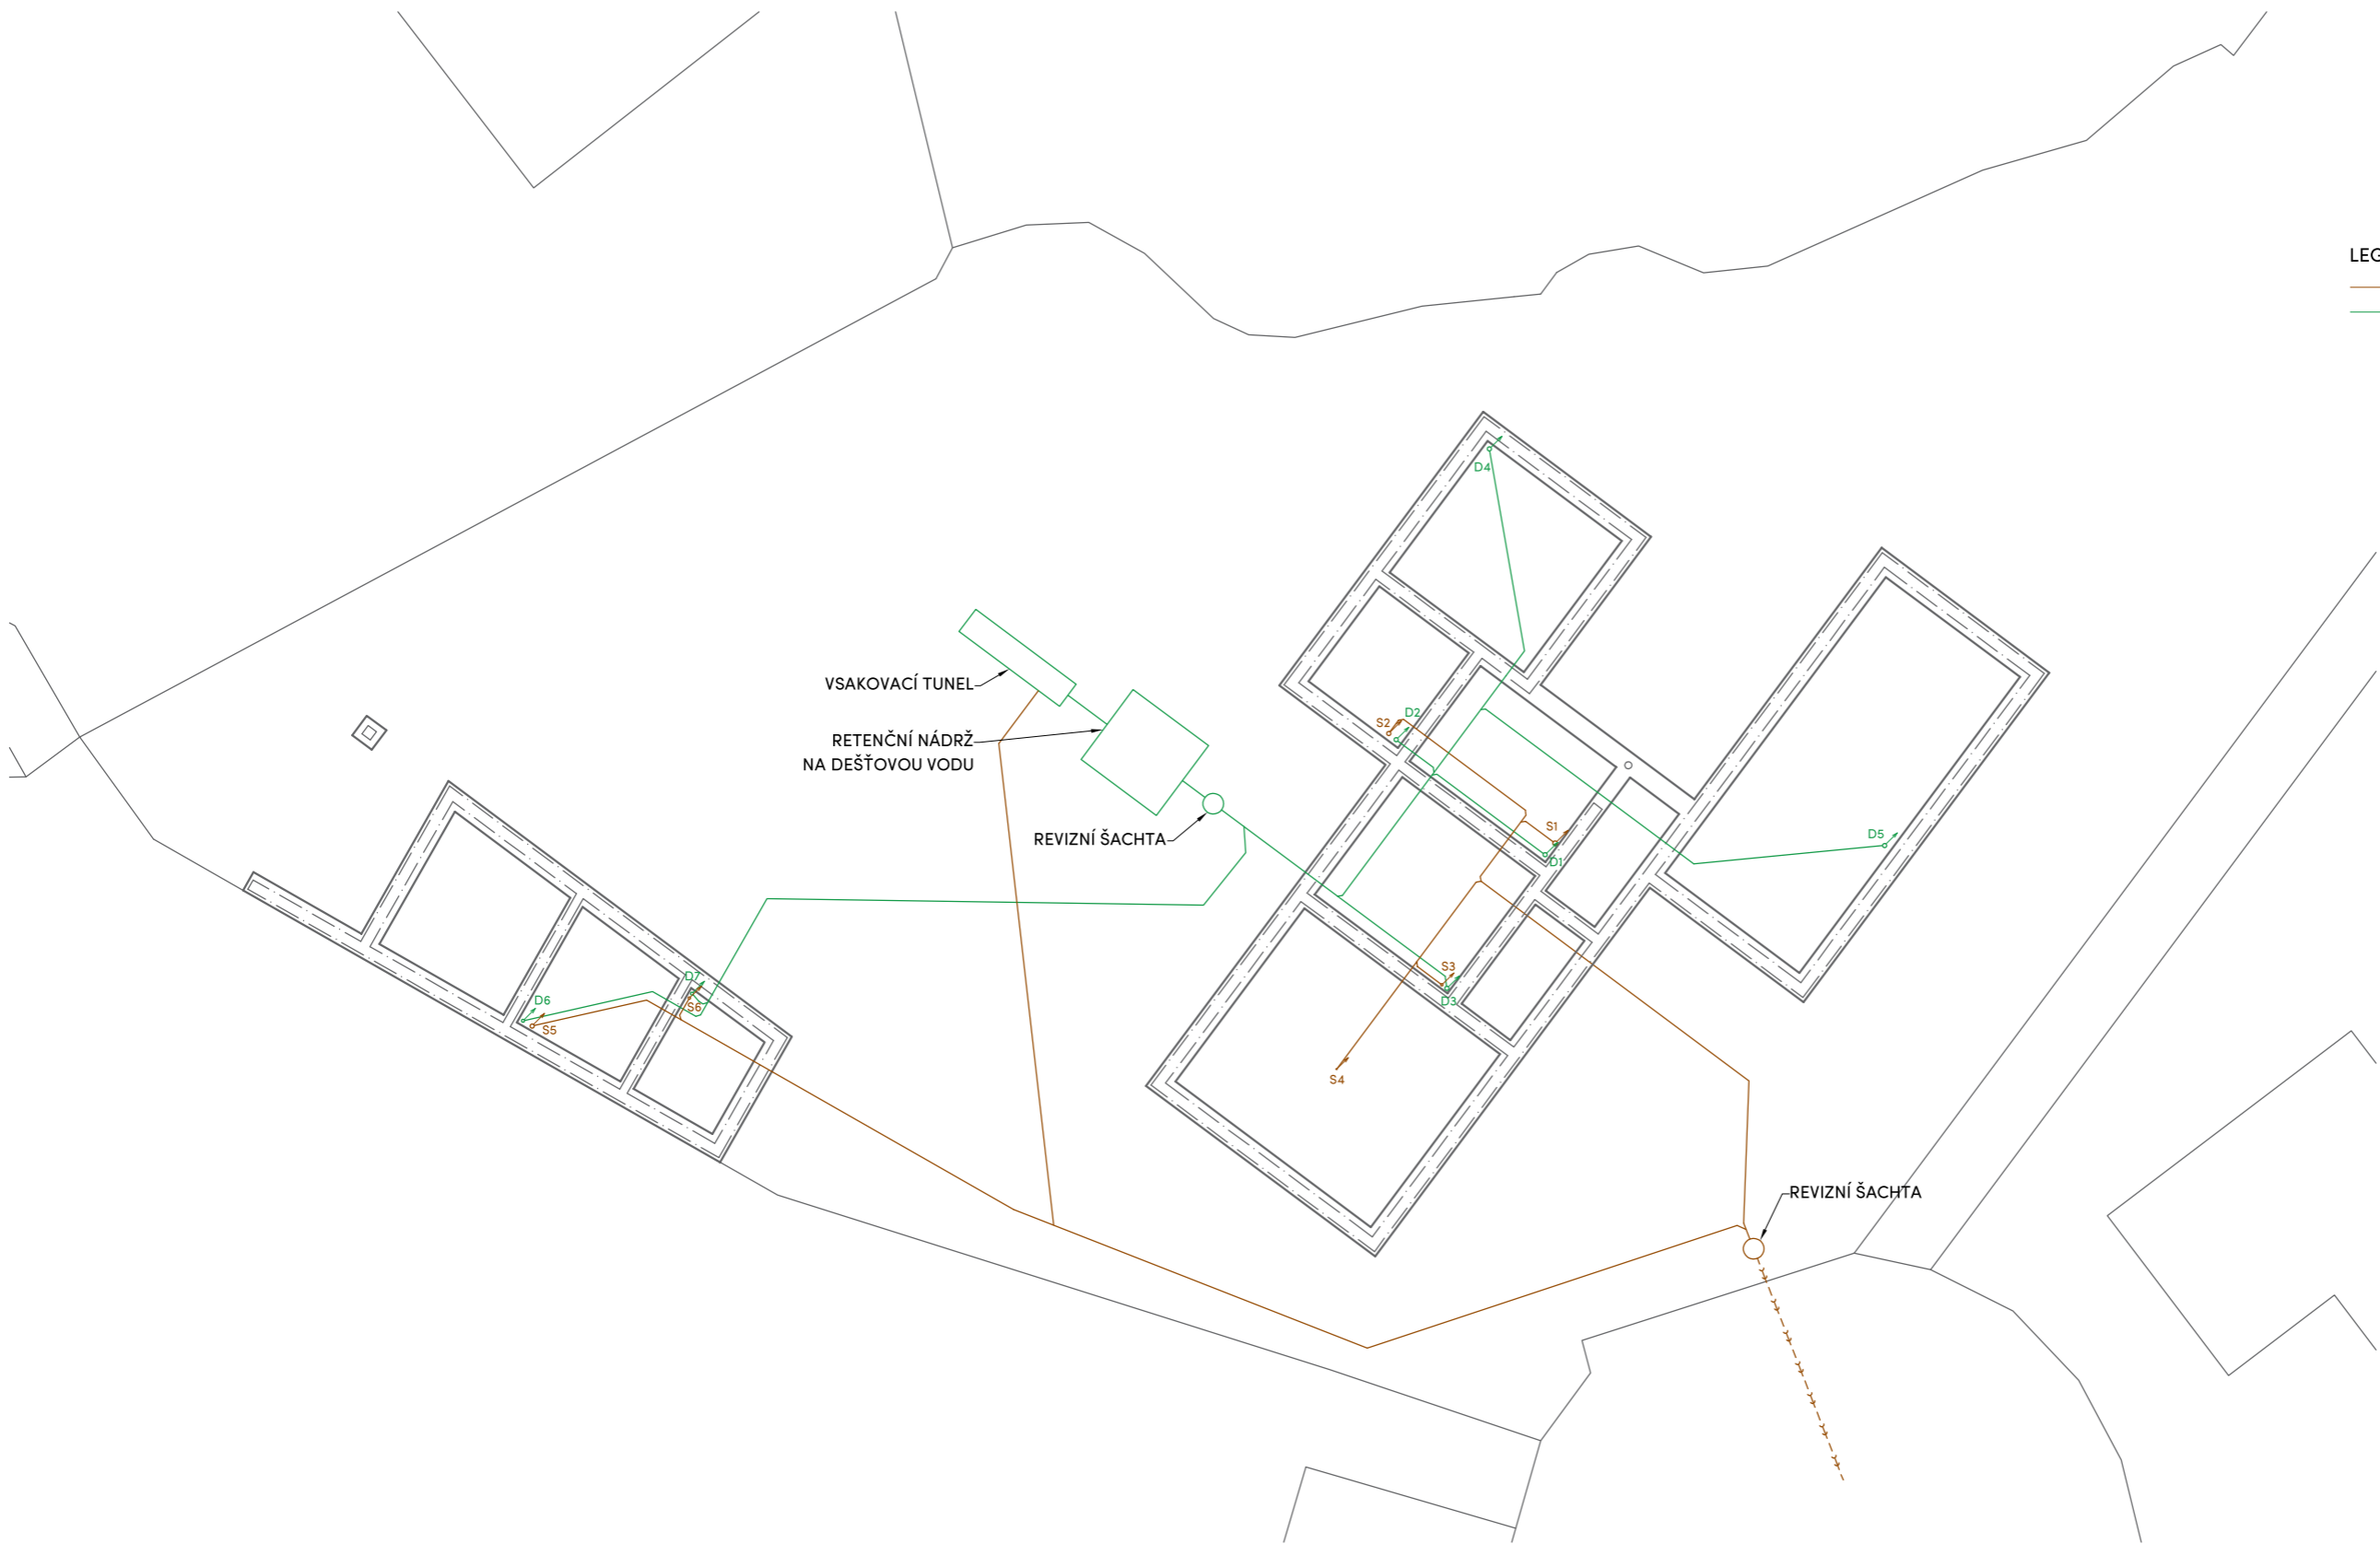 LEG
D4
VSAKOVACÍ TUNEL
S2
D2
RETENČNÍ NÁDRŽ
NA DEŠŤOVOU VODU
S1
D5
REVIZNÍ ŠACHTA
D1
S3
D7
D3
D6
S6
S5
S4
REVIZNÍ ŠACHTA